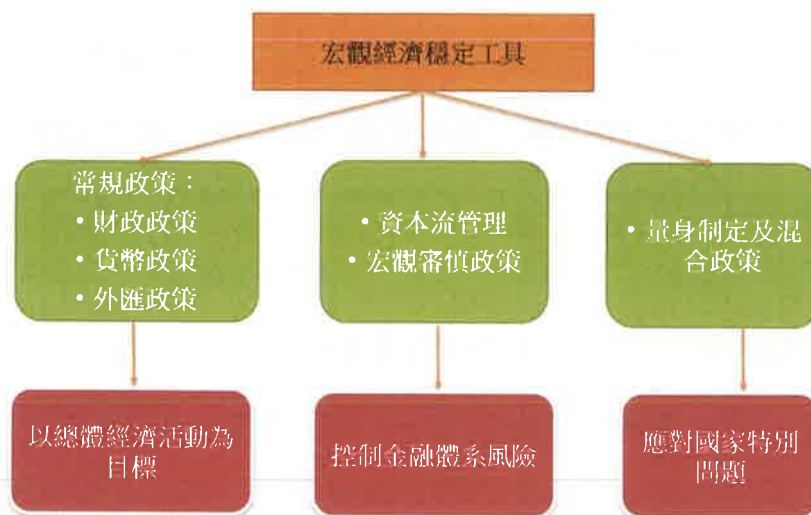 宏觀經濟穩定工具
常規政策：
• 財政政策
• 貨幣政策
• 外匯政策
• 資本流管理
• 宏觀審慎政策
• 量身制定及混
合政策
以總體經濟活動為
目標
控制金融體系風險
應對國家特別
問題